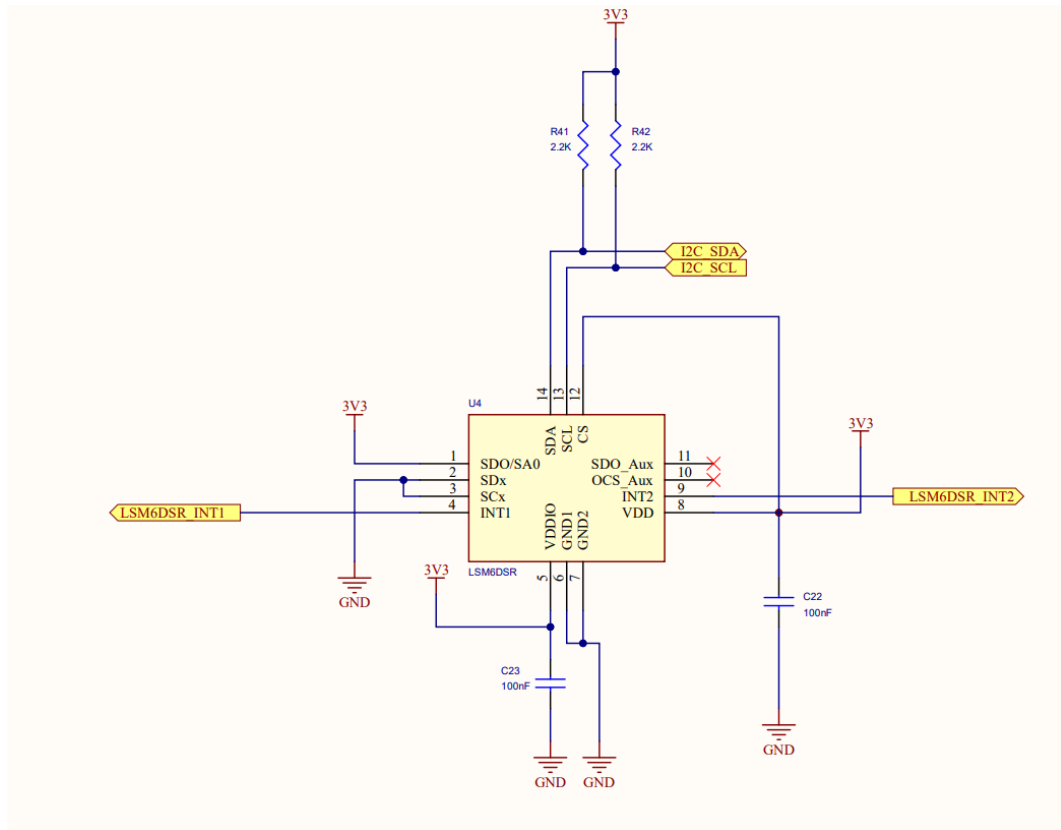 3V3
R41
2.2K
R42
2.2K
I2C_SDA
I2C_SCL
14
13
12
U4
SDA
SCL
CS
3V3
3V3
1
SDO/SA0
2
SDx
3
SCx
4
INT1
SDO_Aux
11
OCS_Aux
10
INT2
9
VDD
8
LSM6DSR_INT1
LSM6DSR_INT2
VDDIO
GND1
GND2
LSM6DSR
5
6
7
3V3
GND
C22
100nF
C23
100nF
GND
GND
GND